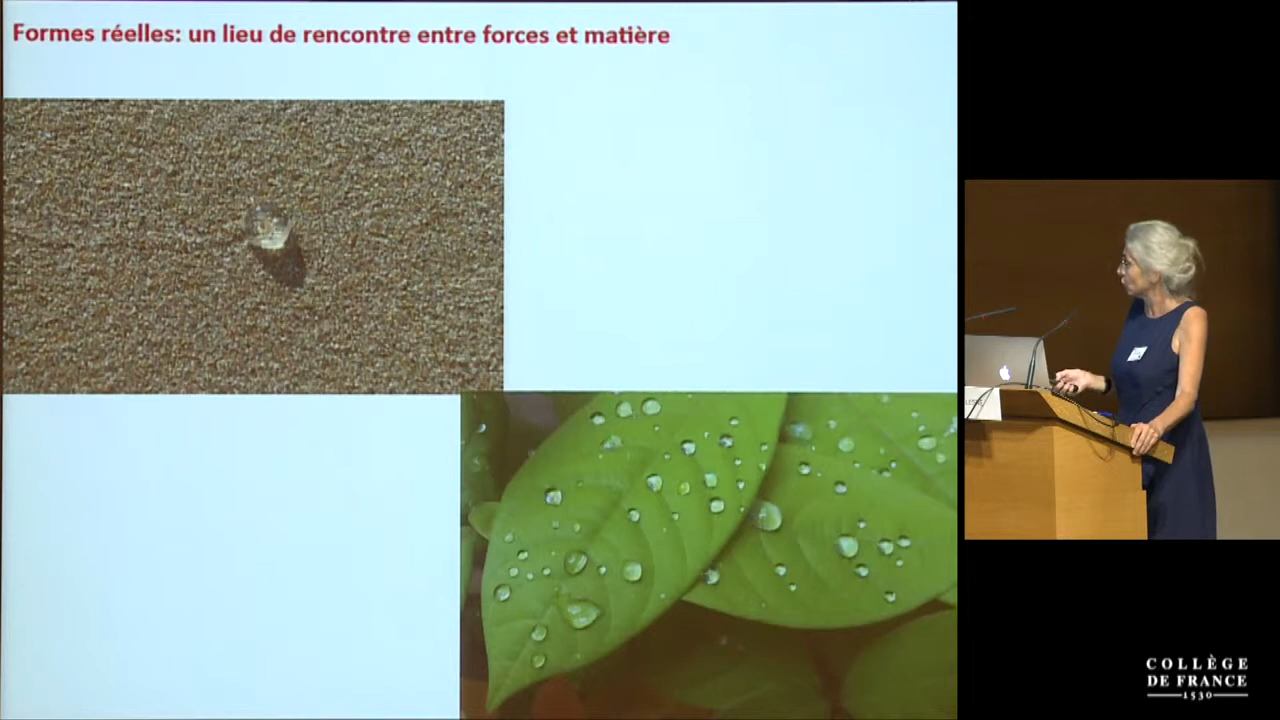 Formes réelles: un lieu de rencontre entre forces et matière
COLLÈGE
DE FRANCE
1530